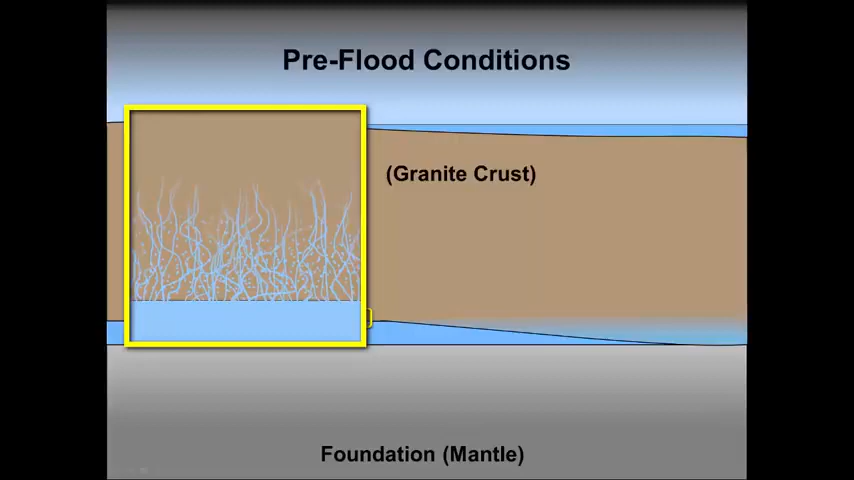 Pre-Flood Conditions
(Granite Crust)
Foundation (Mantle)